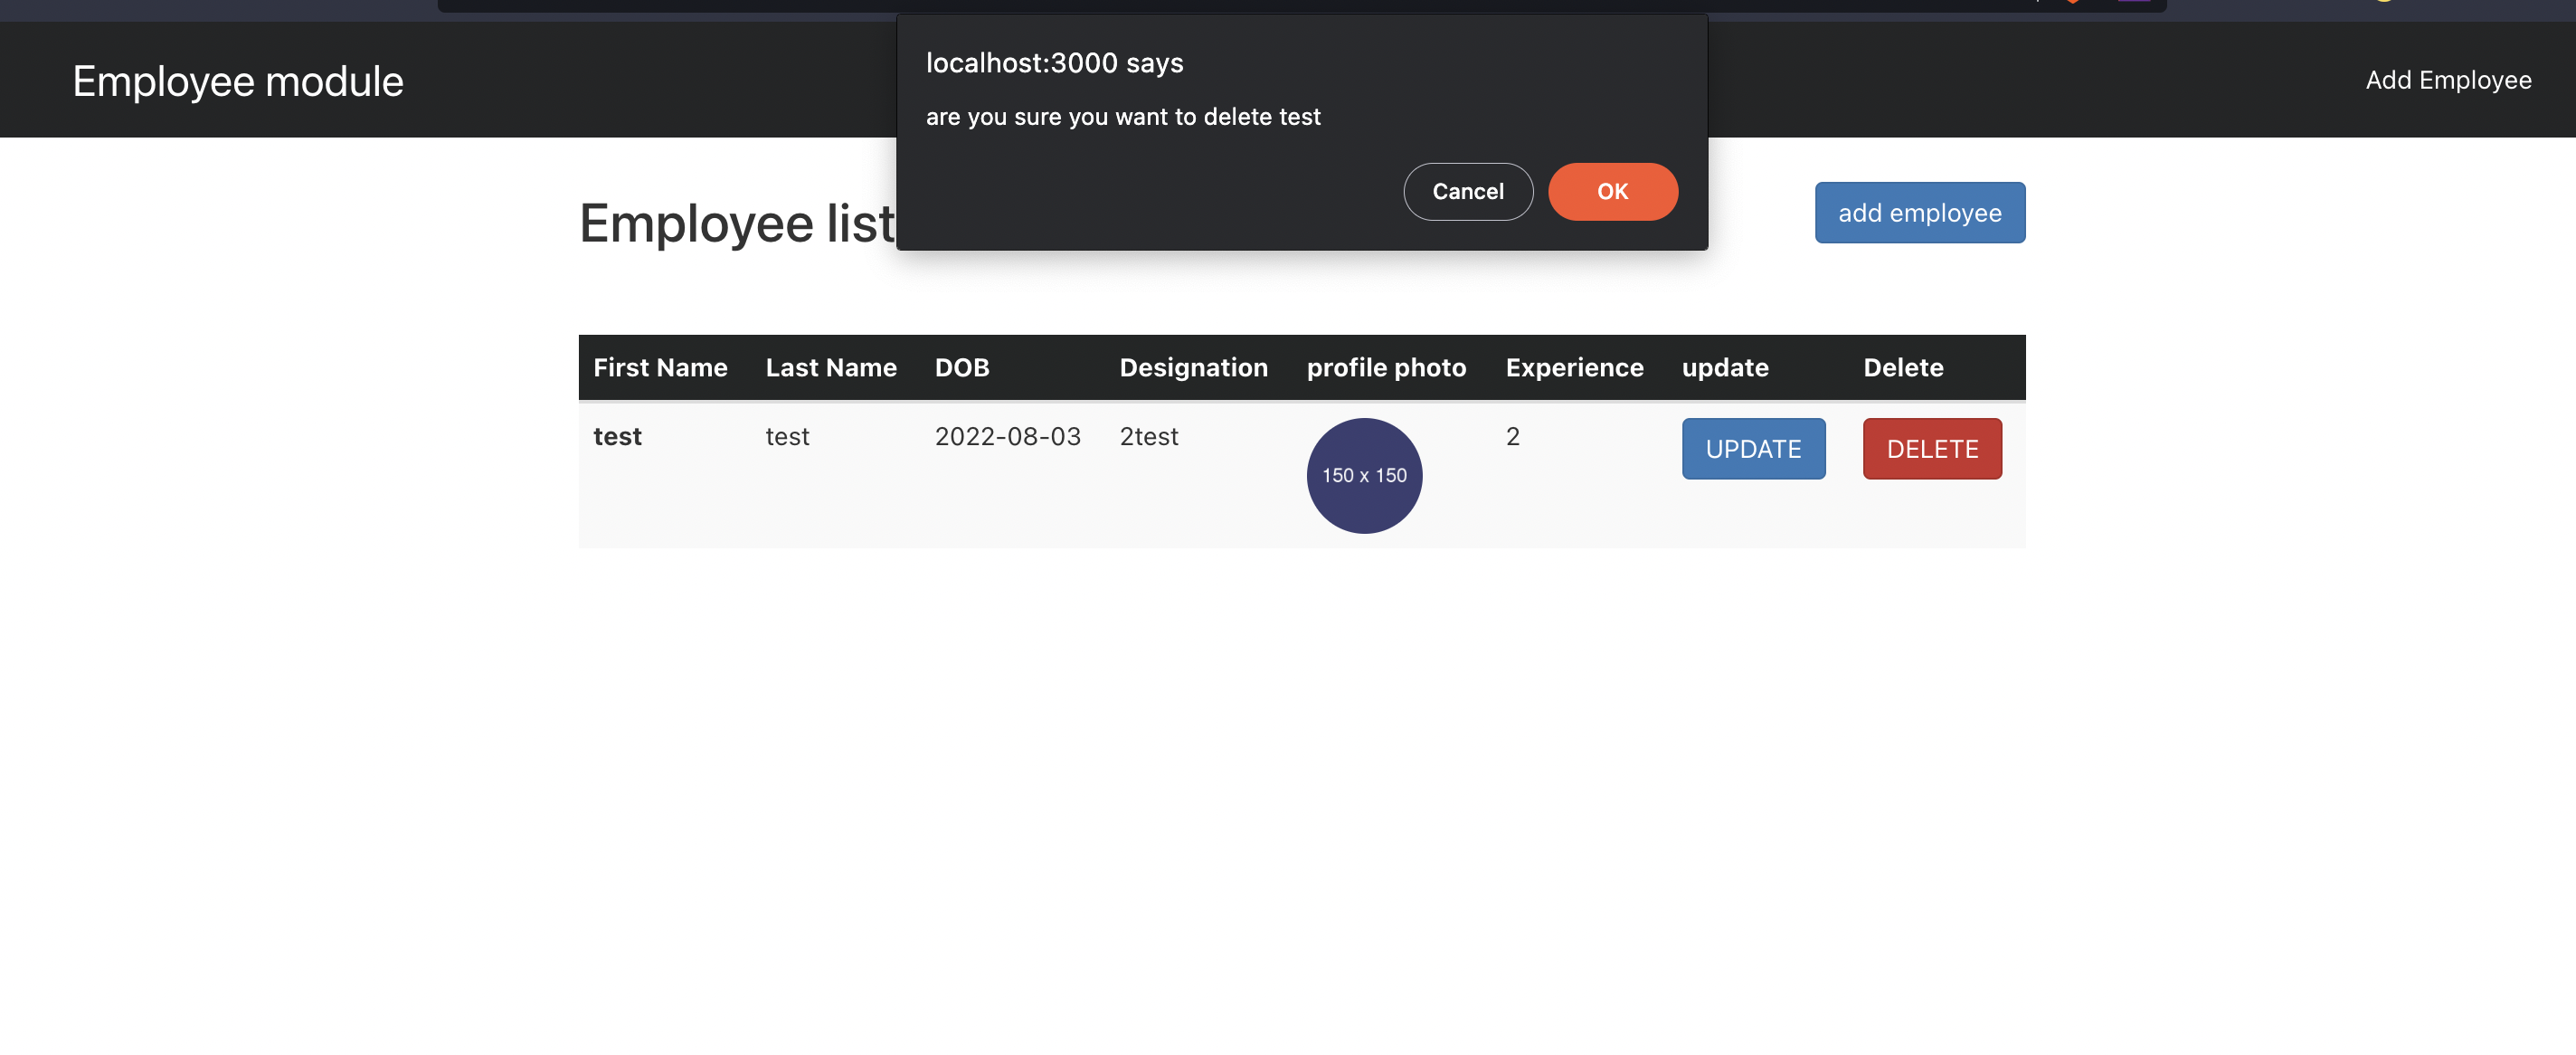 localhost:3000 says
are you sure you want to delete test
Cancel OK
Employee module Add Employee
Employee list add employee
First Name Last Name DOB Designation profile photo Experience update Delete
test test 2022-08-03 2test 150 x 150 2 UPDATE DELETE